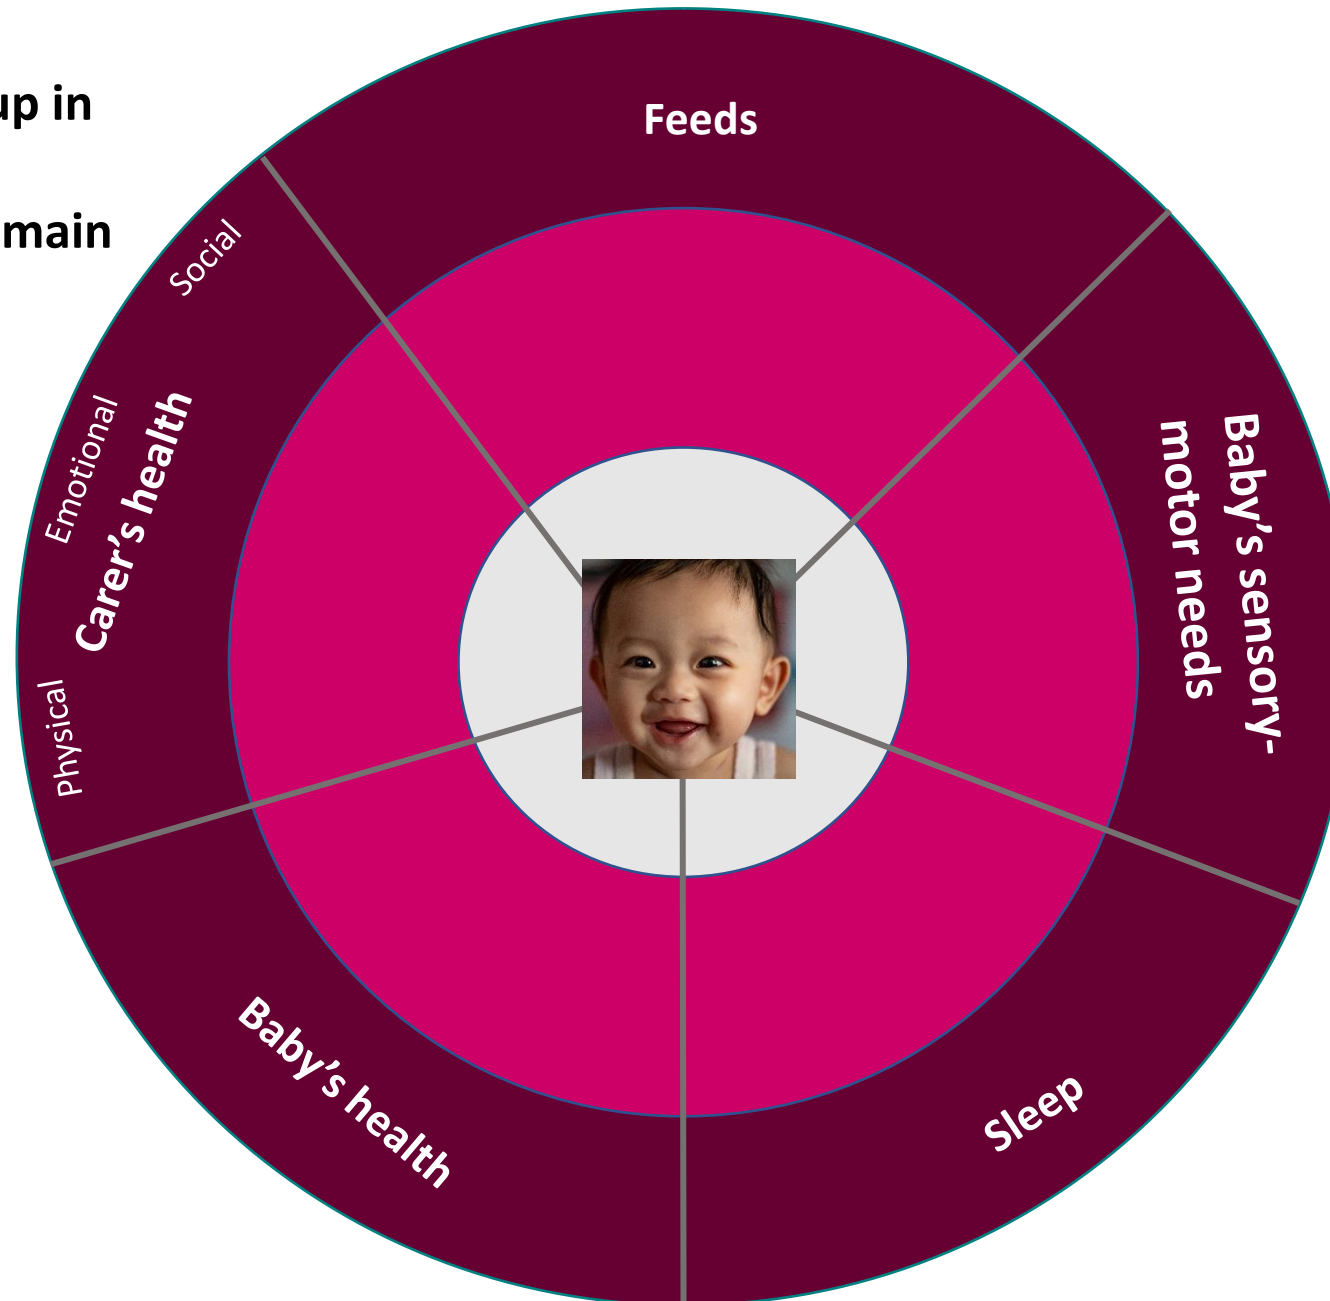 up in
main
Feeds
Social
Emotional
Carer’s health
Physical
Baby’s sensory-
motor needs
Baby’s health
Sleep